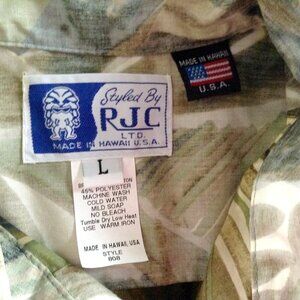 Styled By
RJC
LTD.
MADE IN HAWAII U.S.A.
MADE IN HAWAII
U.S.A.
L
45% POLYESTER
MACHINE WASH
COLD WATER
MILD SOAP
NO BLEACH
Tumble Dry Low Heat
USE WARM IRON
MADE IN HAWAII, USA
STYLE